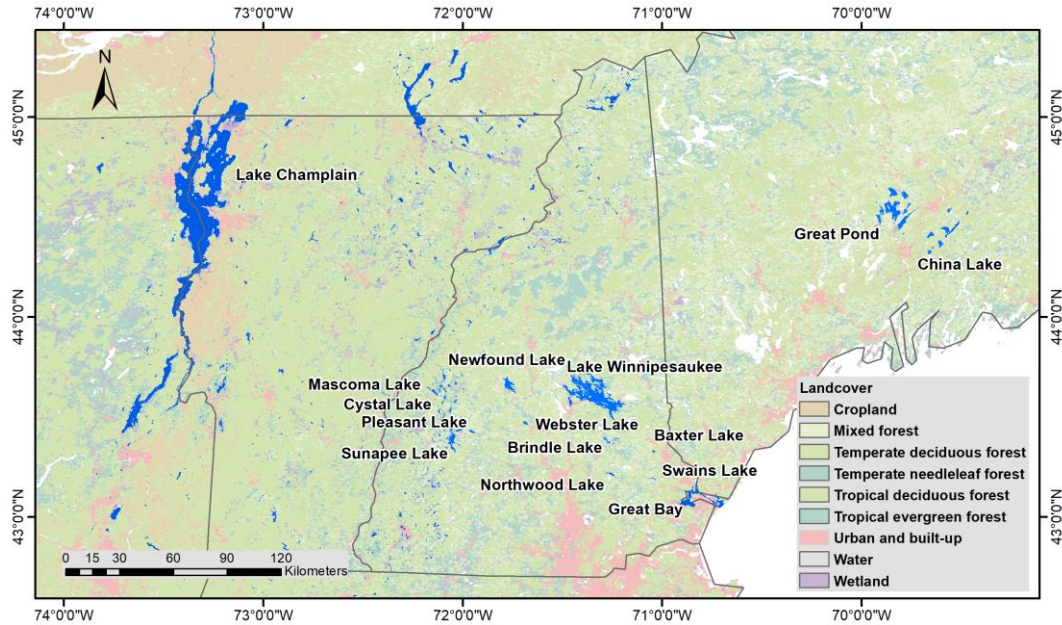 74°0'0"W 73°0'0"W 72°0'0"W 71°0'0"W 70°0'0"W
N
45°0'0"N 45°0'0"N
Lake Champlain
Great Pond
China Lake
44°0'0"N 44°0'0"N
Newfound Lake Lake Winnipesaukee
Mascoma Lake
Cystal Lake
Pleasant Lake Webster Lake Baxter Lake
Sunapee Lake Brindle Lake
Swains Lake
Northwood Lake
Great Bay
43°0'0"N 43°0'0"N
Landcover
Cropland
Mixed forest
Temperate deciduous forest
Temperate needleleaf forest
Tropical deciduous forest
Tropical evergreen forest
Urban and built-up
Water
Wetland
0 15 30 60 90 120
Kilometers
74°0'0"W 73°0'0"W 72°0'0"W 71°0'0"W 70°0'0"W